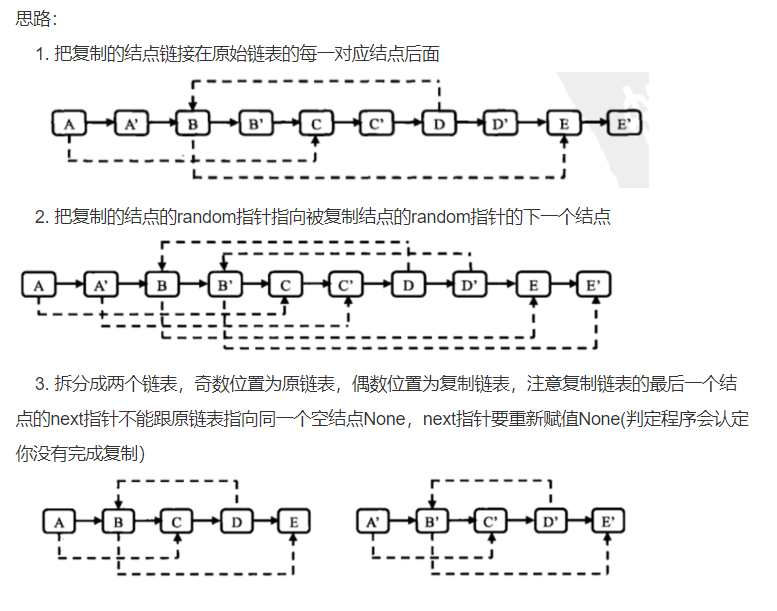 思路：
1. 把复制的结点链接在原始链表的每一对应结点后面
A A' B B' C C' D D' E E'
2. 把复制的结点的random指针指向被复制结点的random指针的下一个结点
A A' B B' C C' D D' E E'
3. 拆分成两个链表，奇数位置为原链表，偶数位置为复制链表，注意复制链表的最后一个结
点的next指针不能跟原链表指向同一个空结点None，next指针要重新赋值None(判定程序会认定
你没有完成复制)
A B C D E A' B' C' D' E'